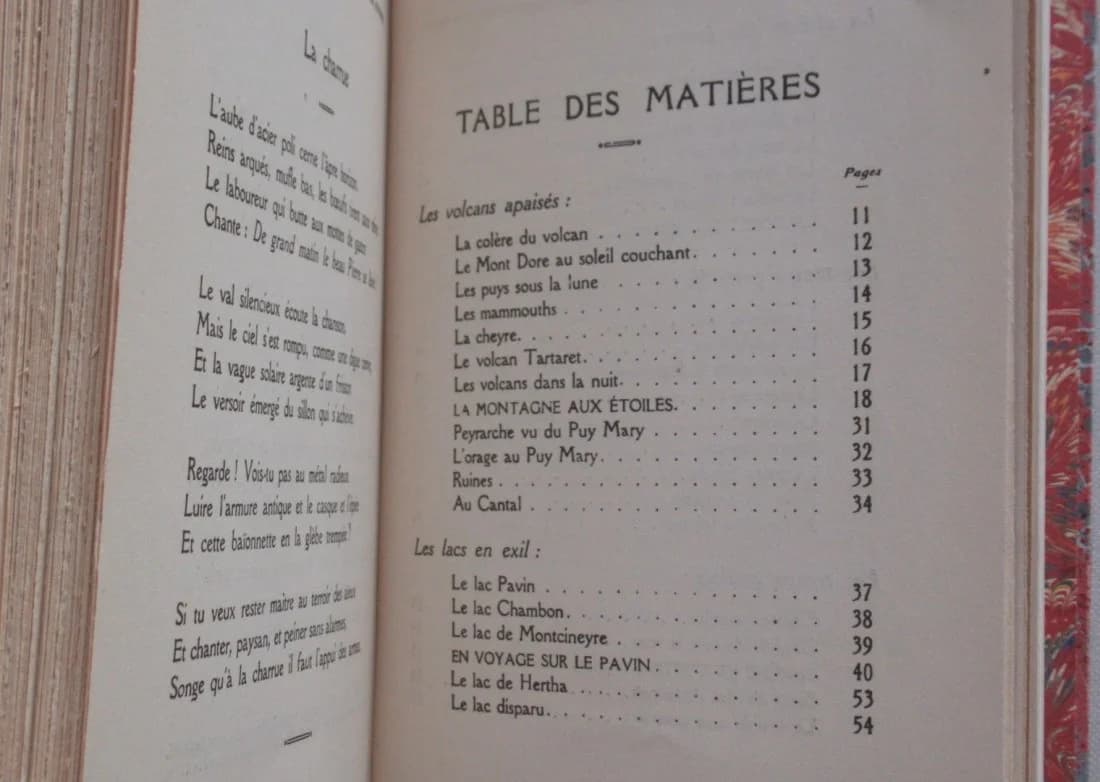 La charrue
L'aube d'acier poli cerne l'âpre horizon.
Reins arqués, mufle bas, les bœufs
Le laboureur qui butte aux mottes de
Chante : De grand matin le beau Pierre
Le val silencieux écoute la chanson,
Mais le ciel s'est rompu, comme une digue
Et la vague solaire argente d'un frisson
Le versoir émergé du sillon qui s'achève.
Regarde ! Vois-tu pas au métal radieux
Luire l'armure antique et le casque et
Et cette baïonnette en la glèbe trempée ?
Si tu veux rester maître au terroir des aïeux
Et chanter, paysan, et peiner sans alarmes,
Songe qu'à la charrue il faut l'appui des armes.
TABLE DES MATIÈRES
Pages
Les volcans apaisés :
La colère du volcan . . . . . . . . . 11
Le Mont Dore au soleil couchant. . . . . . . 12
Les puys sous la lune . . . . . . . . 13
Les mammouths . . . . . . . . . . 14
La cheyre. . . . . . . . . . . . 15
Le volcan Tartaret. . . . . . . . . . 16
Les volcans dans la nuit. . . . . . . . . 17
LA MONTAGNE AUX ÉTOILES. . . . . . . 18
Peyrarche vu du Puy Mary . . . . . . . 31
L'orage au Puy Mary. . . . . . . . . 32
Ruines . . . . . . . . . . . . . 33
Au Cantal . . . . . . . . . . . . 34
Les lacs en exil :
Le lac Pavin . . . . . . . . . . . 37
Le lac Chambon. . . . . . . . . . 38
Le lac de Montcineyre . . . . . . . . 39
EN VOYAGE SUR LE PAVIN. . . . . . . 40
Le lac de Hertha . . . . . . . . . . 53
Le lac disparu. . . . . . . . . . . 54